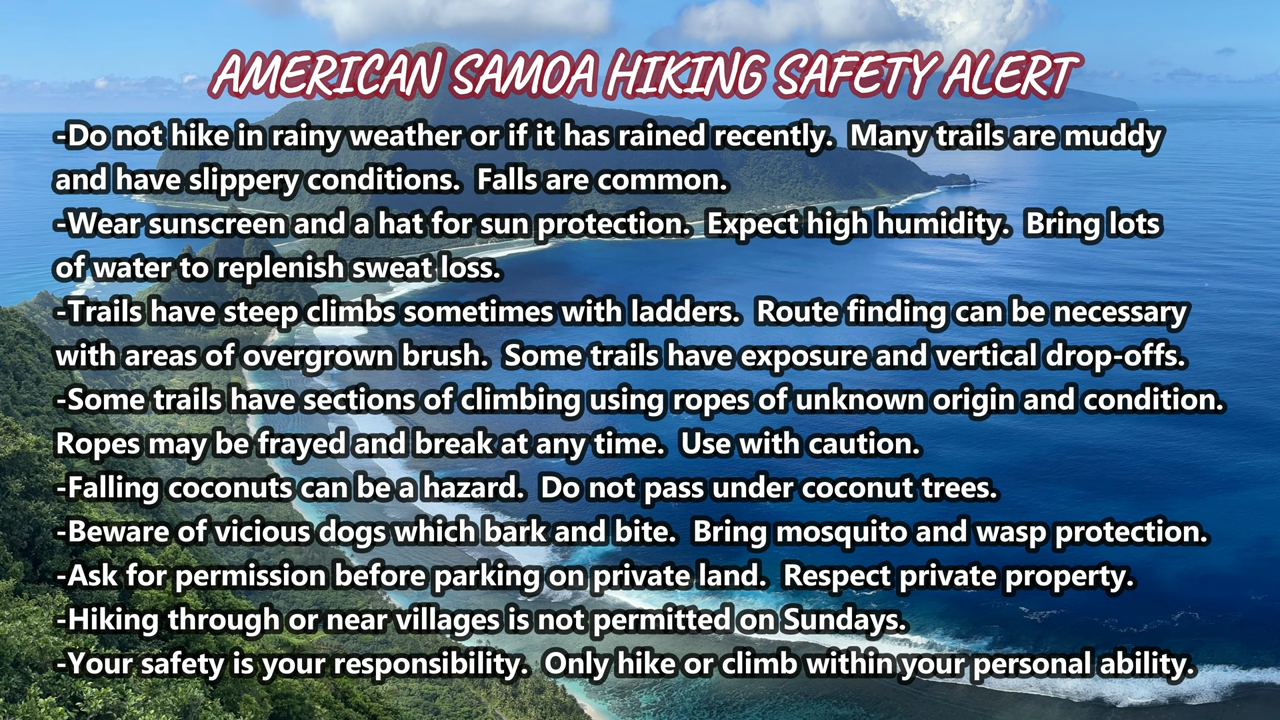 AMERICAN SAMOA HIKING SAFETY ALERT
-Do not hike in rainy weather or if it has rained recently.  Many trails are muddy
and have slippery conditions.  Falls are common.
-Wear sunscreen and a hat for sun protection.  Expect high humidity.  Bring lots
of water to replenish sweat loss.
-Trails have steep climbs sometimes with ladders.  Route finding can be necessary
with areas of overgrown brush.  Some trails have exposure and vertical drop-offs.
-Some trails have sections of climbing using ropes of unknown origin and condition.
Ropes may be frayed and break at any time.  Use with caution.
-Falling coconuts can be a hazard.  Do not pass under coconut trees.
-Beware of vicious dogs which bark and bite.  Bring mosquito and wasp protection.
-Ask for permission before parking on private land.  Respect private property.
-Hiking through or near villages is not permitted on Sundays.
-Your safety is your responsibility.  Only hike or climb within your personal ability.